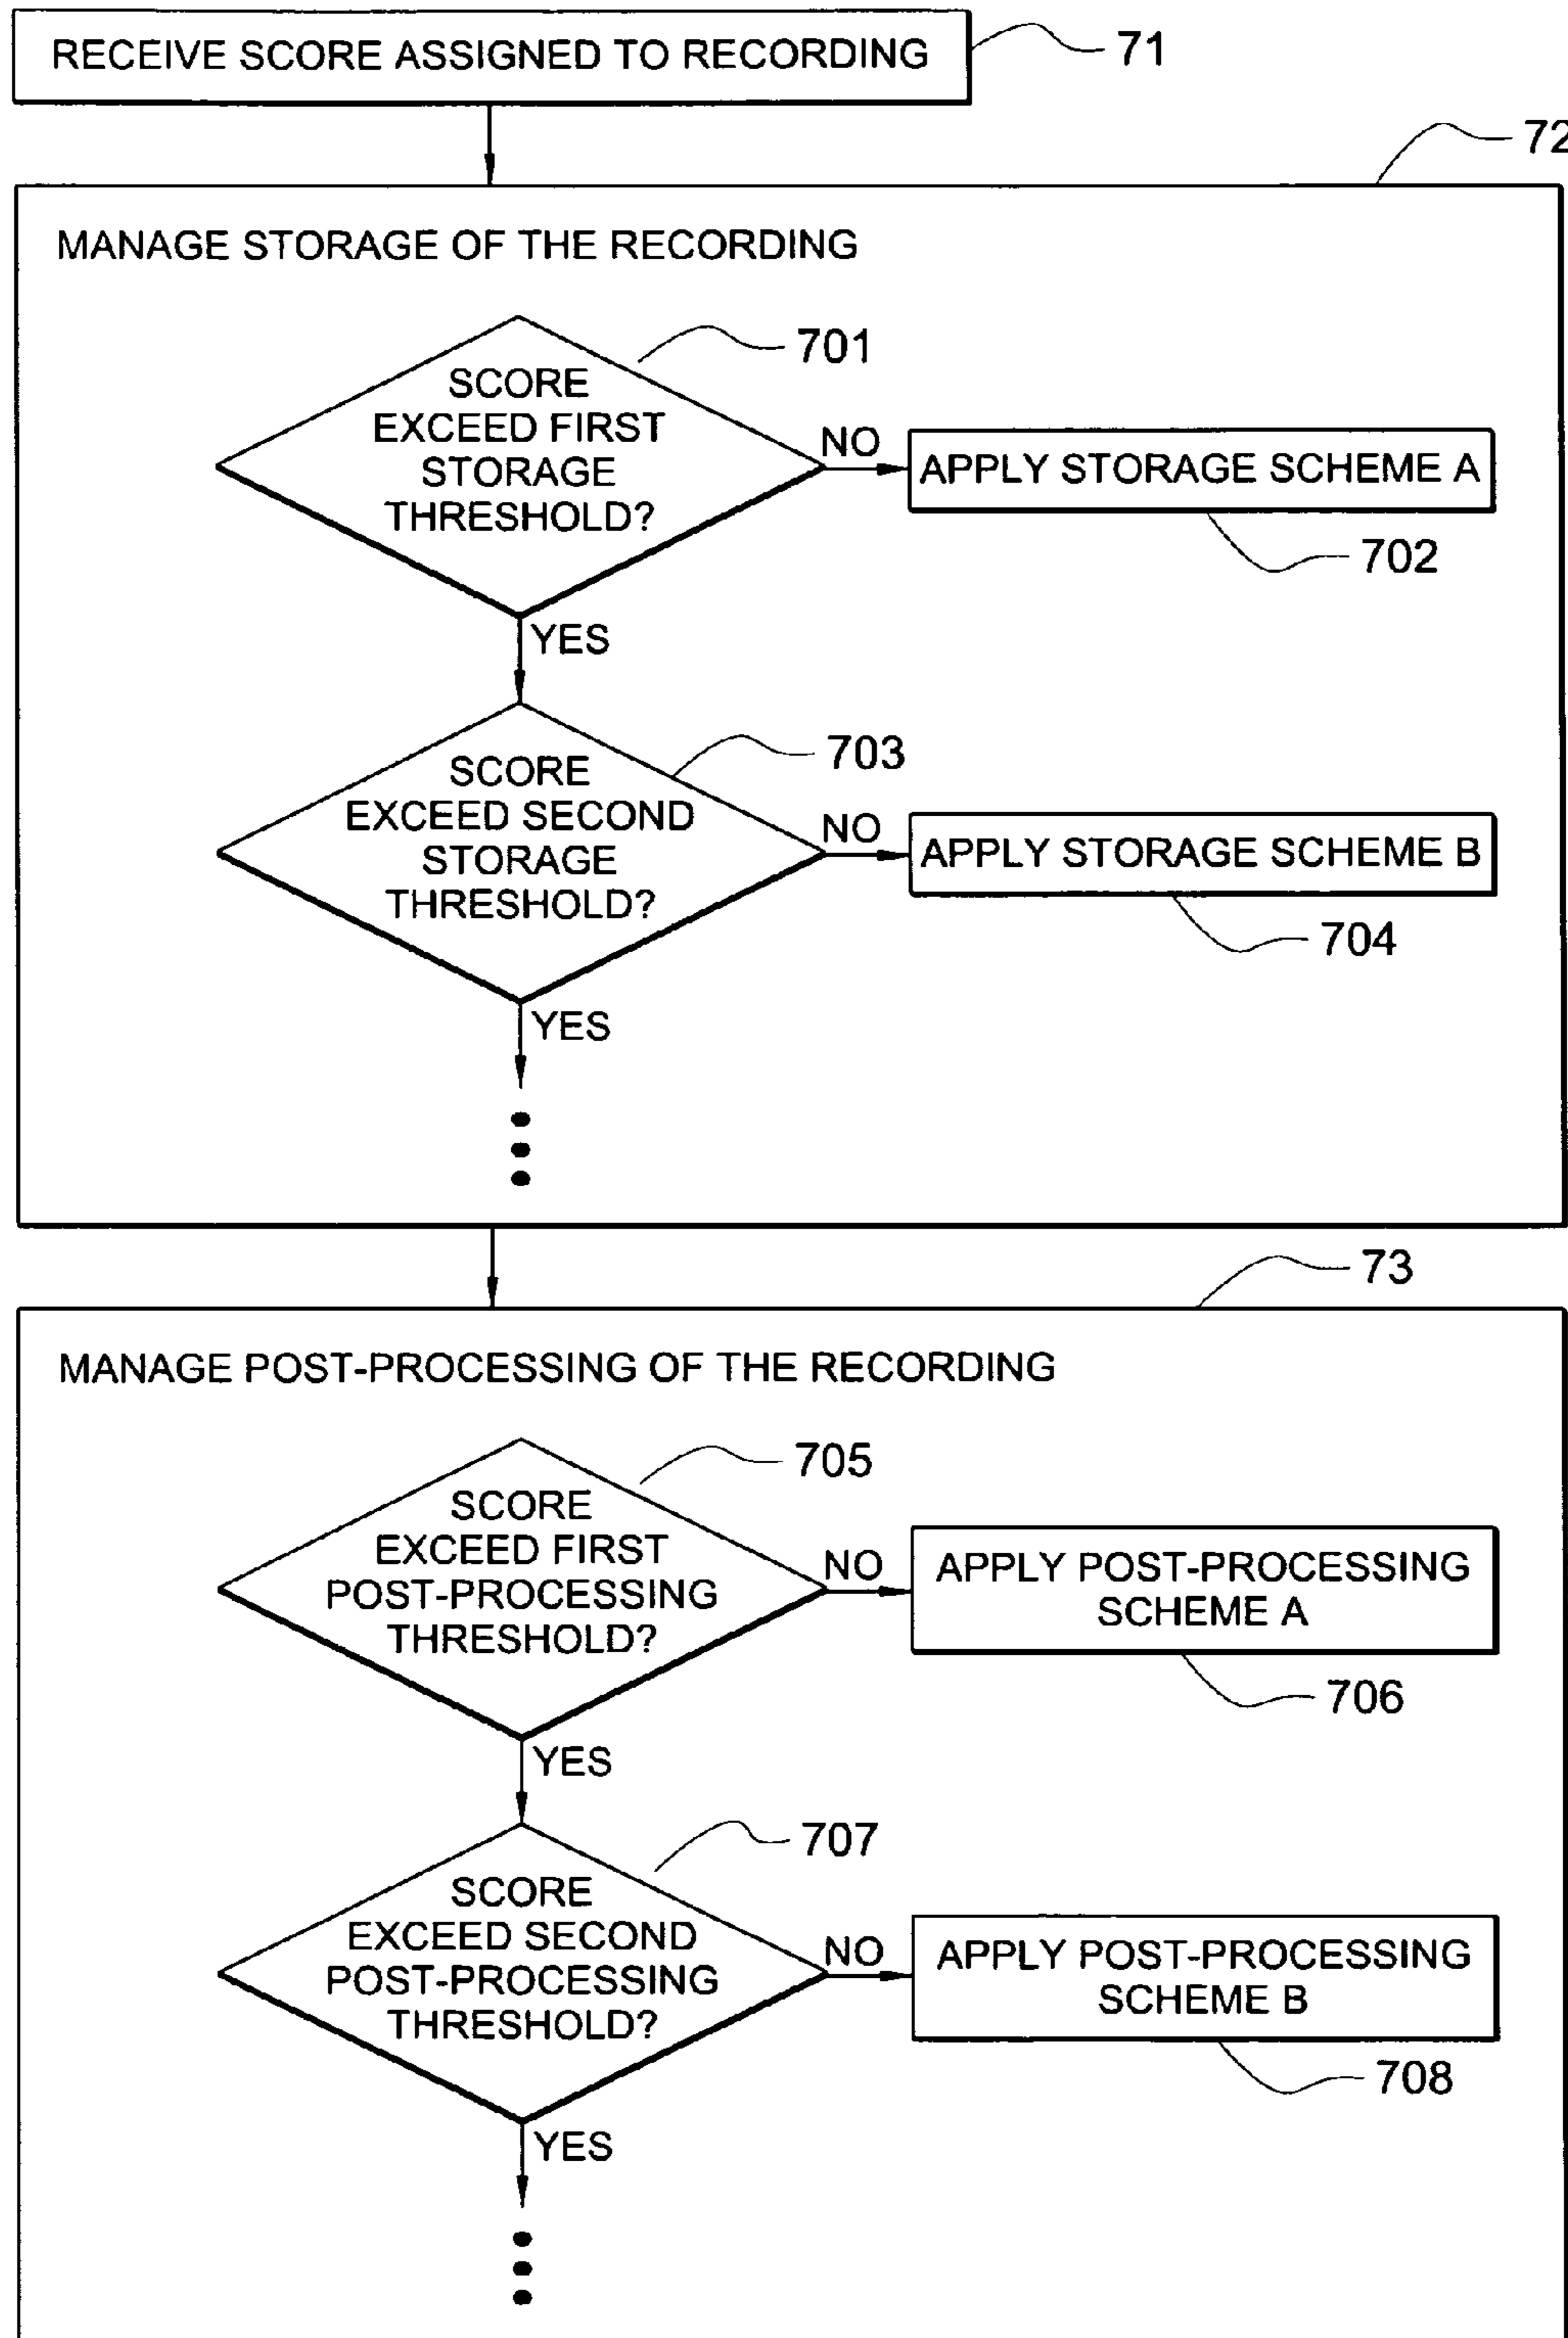 RECEIVE SCORE ASSIGNED TO RECORDING
71
72
MANAGE STORAGE OF THE RECORDING
701
SCORE
EXCEED FIRST
STORAGE
THRESHOLD?
NO
APPLY STORAGE SCHEME A
702
YES
703
SCORE
EXCEED SECOND
STORAGE
THRESHOLD?
NO
APPLY STORAGE SCHEME B
704
YES
73
MANAGE POST-PROCESSING OF THE RECORDING
705
SCORE
EXCEED FIRST
POST-PROCESSING
THRESHOLD?
NO
APPLY POST-PROCESSING
SCHEME A
706
YES
707
SCORE
EXCEED SECOND
POST-PROCESSING
THRESHOLD?
NO
APPLY POST-PROCESSING
SCHEME B
708
YES